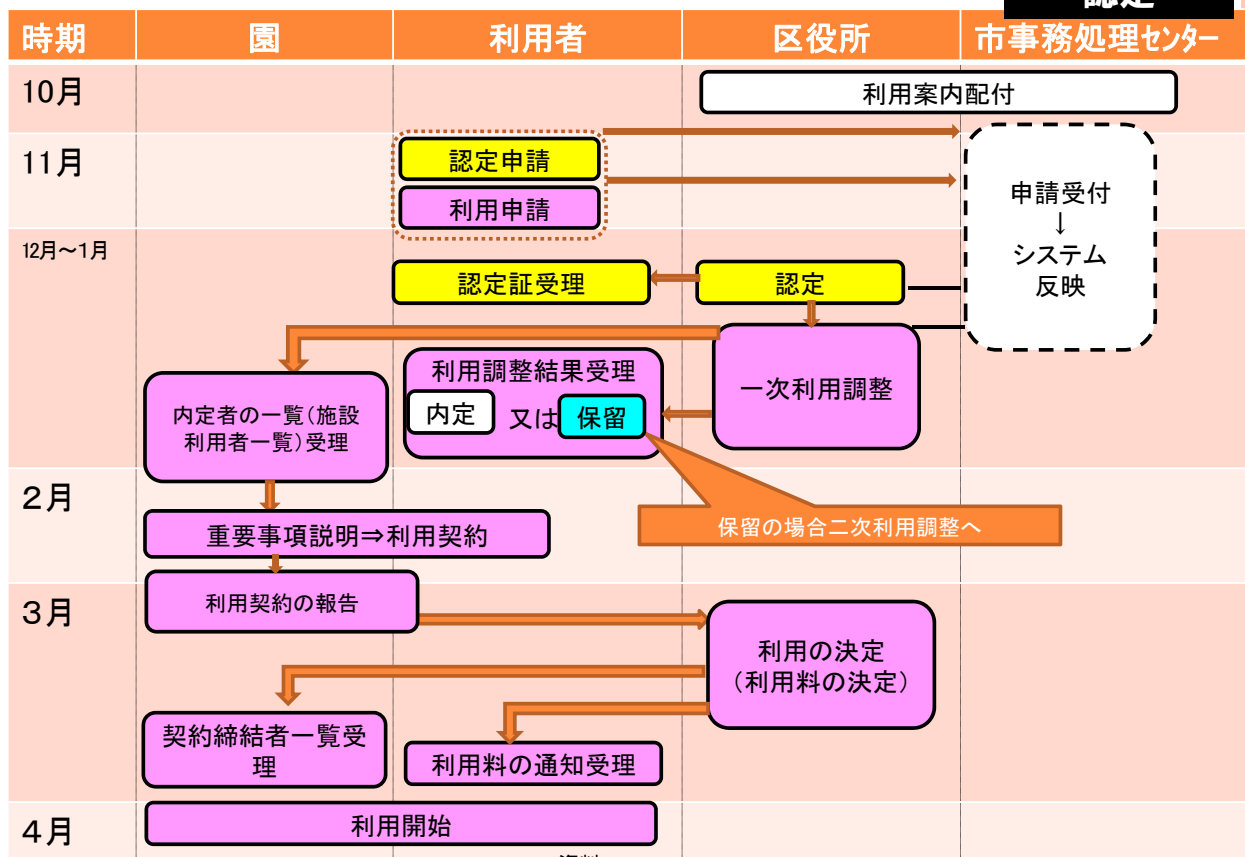 認定
時期
園
利用者
区役所
市事務処理センター
10月
利用案内配付
11月
認定申請
利用申請
申請受付
↓
システム
反映
12月～1月
認定証受理
認定
利用調整結果受理
内定
又は
保留
一次利用調整
内定者の一覧（施設
利用者一覧）受理
2月
重要事項説明⇒利用契約
保留の場合二次利用調整へ
3月
利用契約の報告
利用の決定
（利用料の決定）
契約締結者一覧受
理
利用料の通知受理
4月
利用開始